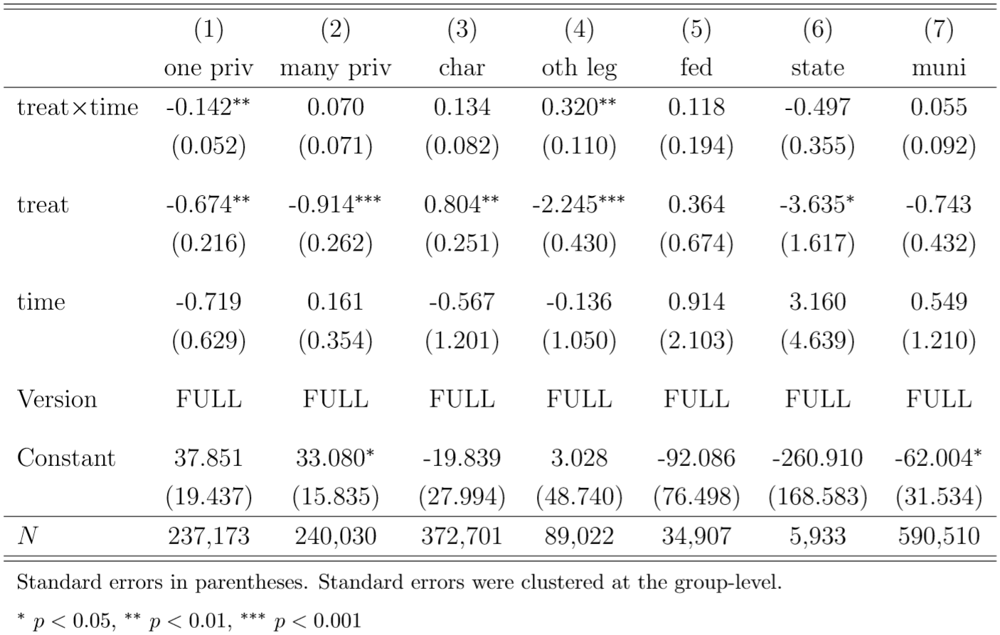 (1) (2) (3) (4) (5) (6) (7)
one priv many priv char oth leg fed state muni
treat×time -0.142** 0.070 0.134 0.320** 0.118 -0.497 0.055
(0.052) (0.071) (0.082) (0.110) (0.194) (0.355) (0.092)
treat -0.674** -0.914*** 0.804** -2.245*** 0.364 -3.635* -0.743
(0.216) (0.262) (0.251) (0.430) (0.674) (1.617) (0.432)
time -0.719 0.161 -0.567 -0.136 0.914 3.160 0.549
(0.629) (0.354) (1.201) (1.050) (2.103) (4.639) (1.210)
Version FULL FULL FULL FULL FULL FULL FULL
Constant 37.851 33.080* -19.839 3.028 -92.086 -260.910 -62.004*
(19.437) (15.835) (27.994) (48.740) (76.498) (168.583) (31.534)
N 237,173 240,030 372,701 89,022 34,907 5,933 590,510
Standard errors in parentheses. Standard errors were clustered at the group-level.
* p < 0.05, ** p < 0.01, *** p < 0.001